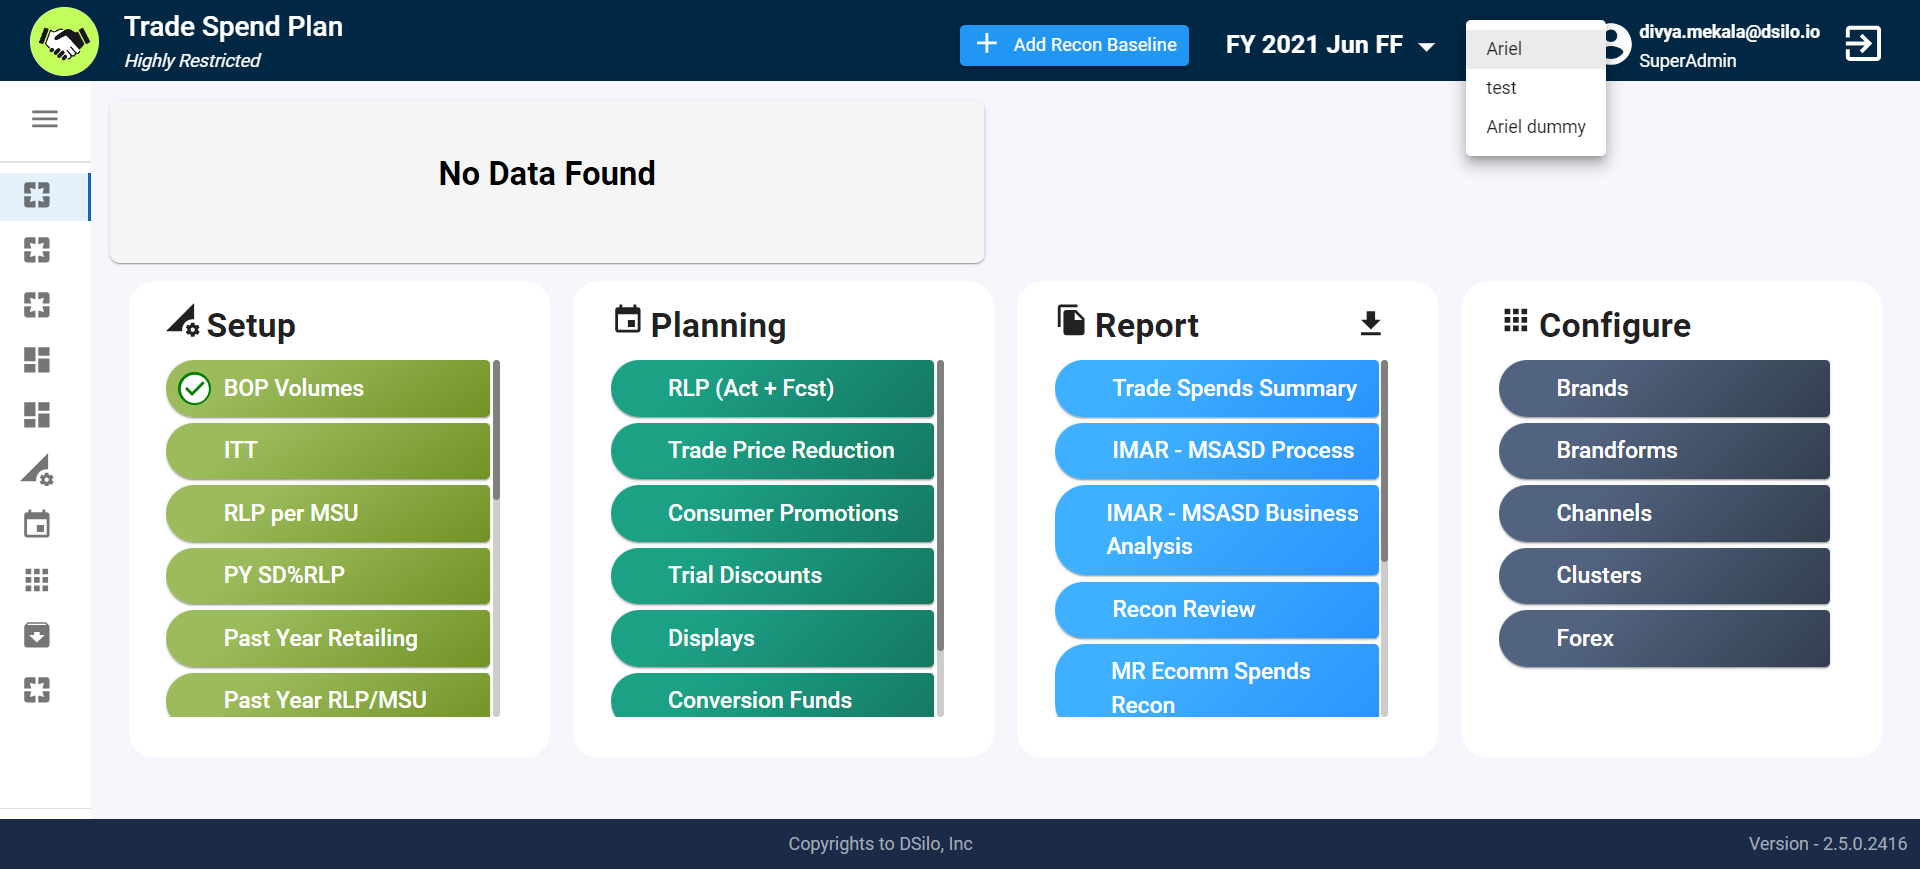 Trade Spend Plan
Highly Restricted
Add Recon Baseline
FY 2021 Jun FF
Ariel
test
Ariel dummy
divya.mekala@dsilo.io
SuperAdmin
No Data Found
Setup
BOP Volumes
ITT
RLP per MSU
PY SD%RLP
Past Year Retailing
Past Year RLP/MSU
Planning
RLP (Act + Fcst)
Trade Price Reduction
Consumer Promotions
Trial Discounts
Displays
Conversion Funds
Report
Trade Spends Summary
IMAR - MSASD Process
IMAR - MSASD Business
Analysis
Recon Review
MR Ecomm Spends
Recon
Configure
Brands
Brandforms
Channels
Clusters
Forex
Copyrights to DSilo, Inc
Version - 2.5.0.2416